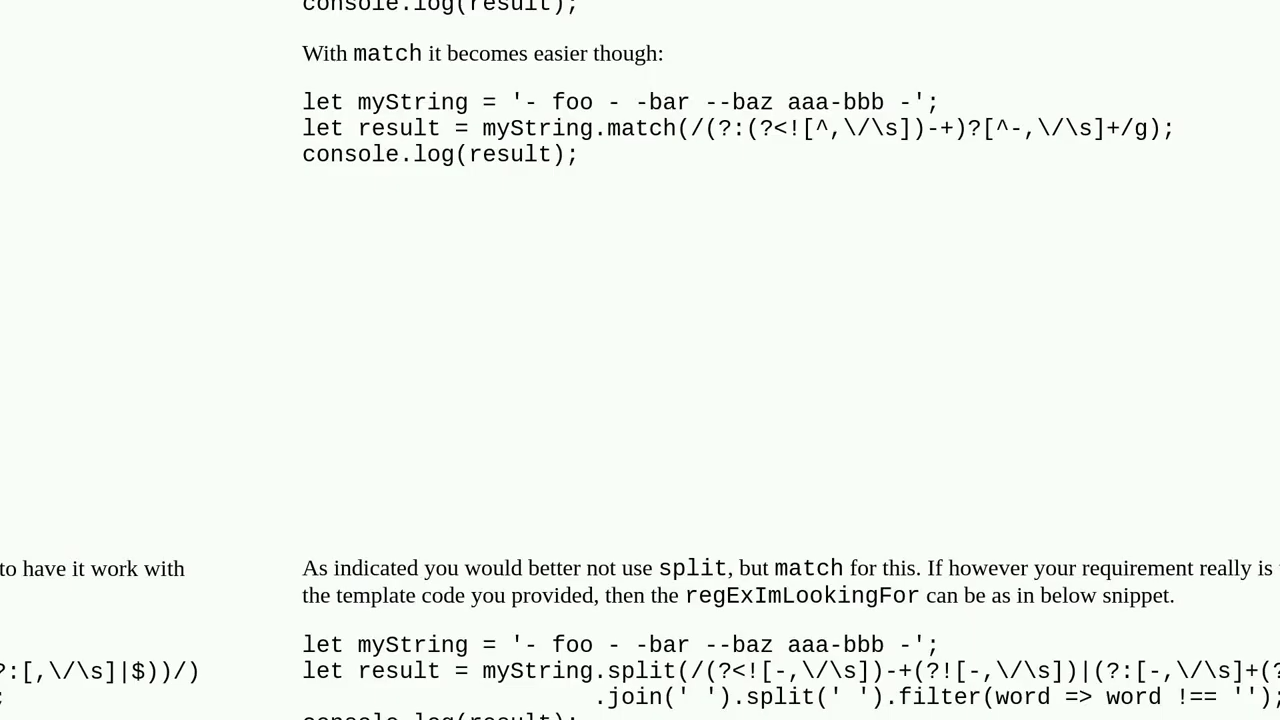 console.log(result);
With match it becomes easier though:
let myString = '- foo - -bar --baz aaa-bbb -';
let result = myString.match(/(?:(?<![^,\/\s])-+)?[^-,\/\s]+/g);
console.log(result);
to have it work with
As indicated you would better not use split, but match for this. If however your requirement really is
the template code you provided, then the regExImLookingFor can be as in below snippet.
let myString = '- foo - -bar --baz aaa-bbb -';
?:[,\/\s]|$))/)
let result = myString.split(/(?<![-,\/\s])-+(?![-,\/\s])|(?:[-,\/\s]+(?
;
.join(' ').split(' ').filter(word => word !== '');
console.log(result);